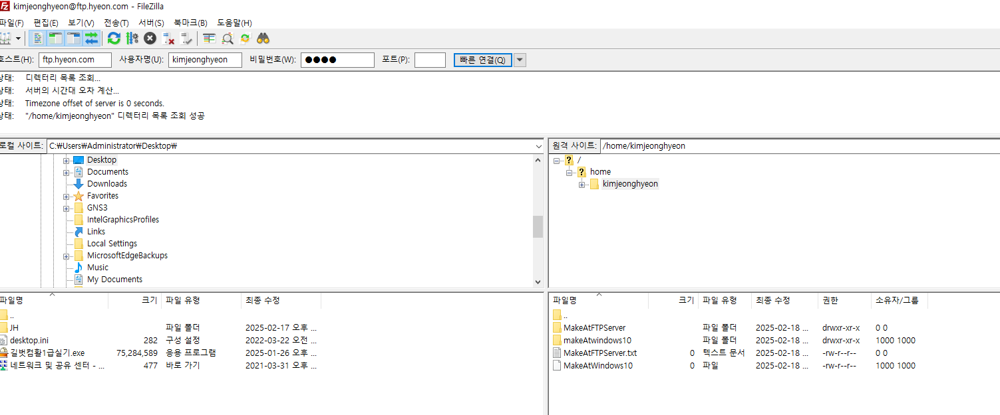 kimjeonghyeon@ftp.hyeon.com - FileZilla
파일(F) 편집(E) 보기(V) 전송(T) 서버(S) 북마크(B) 도움말(H)
호스트(H): ftp.hyeon.com 사용자명(U): kimjeonghyeon 비밀번호(W): ●●●● 포트(P): 빠른 연결(Q)
상태: 디렉터리 목록 조회...
상태: 서버의 시간대 오차 계산...
상태: Timezone offset of server is 0 seconds.
상태: "/home/kimjeonghyeon" 디렉터리 목록 조회 성공
로컬 사이트: C:₩Users₩Administrator₩Desktop₩
Desktop
Documents
Downloads
Favorites
GNS3
IntelGraphicsProfiles
Links
Local Settings
MicrosoftEdgeBackups
Music
My Documents
원격 사이트: /home/kimjeonghyeon
/
home
kimjeonghyeon
파일명 크기 파일 유형 최종 수정
..
JH 파일 폴더 2025-02-17 오후 ...
desktop.ini 282 구성 설정 2022-03-22 오전 ...
길벗컴활1급실기.exe 75,284,589 응용 프로그램 2025-01-26 오후 ...
네트워크 및 공유 센터 - ... 477 바로 가기 2021-03-31 오후 ...
파일명 크기 파일 유형 최종 수정 권한 소유자/그룹
..
MakeAtFTPServer 파일 폴더 2025-02-18 ... drwxr-xr-x 0 0
makeAtwindows10 파일 폴더 2025-02-18 ... drwxr-xr-x 1000 1000
MakeAtFTPServer.txt 0 텍스트 문서 2025-02-18 ... -rw-r--r-- 0 0
MakeAtWindows10 0 파일 2025-02-18 ... -rw-r--r-- 1000 1000